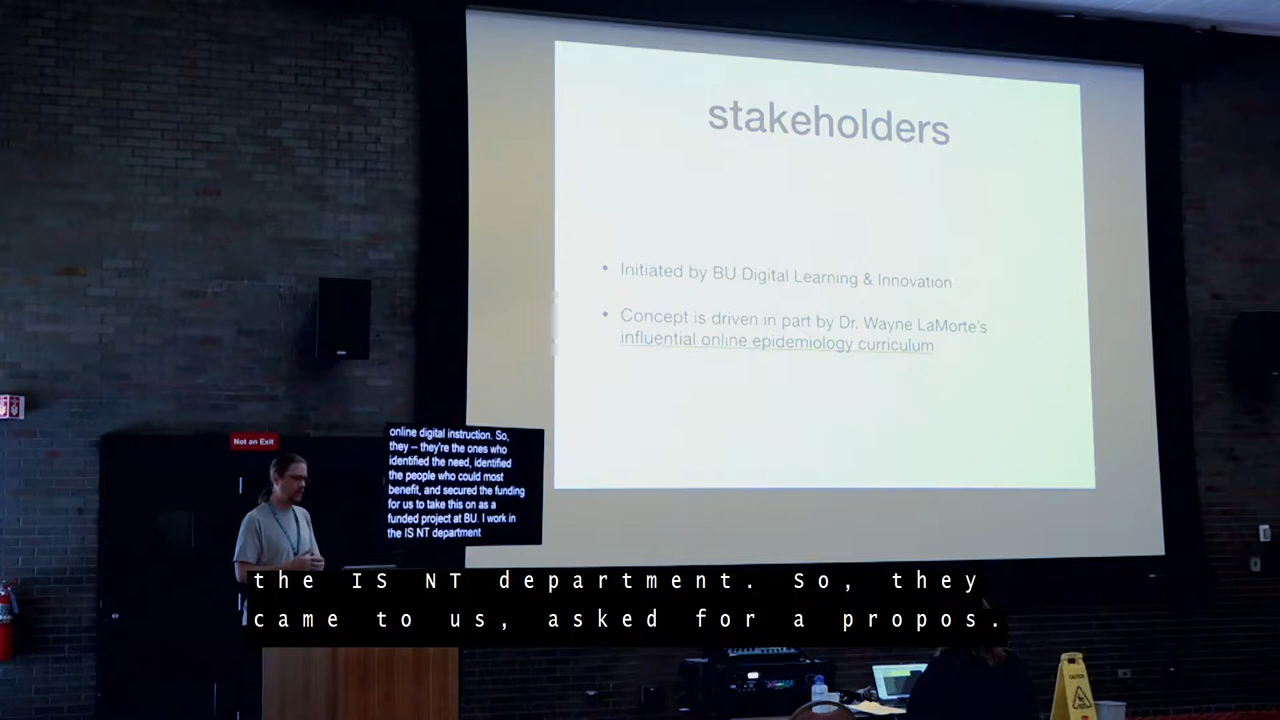 stakeholders
• Initiated by BU Digital Learning & Innovation
• Concept is driven in part by Dr. Wayne LaMorte's
influential online epidemiology curriculum
Not an Exit
online digital instruction. So,
they -- they're the ones who
identified the need, identified
the people who could most
benefit, and secured the funding
for us to take this on as a
funded project at BU. I work in
the IS NT department
the IS NT department. So, they
came to us, asked for a propos.
CAUTION